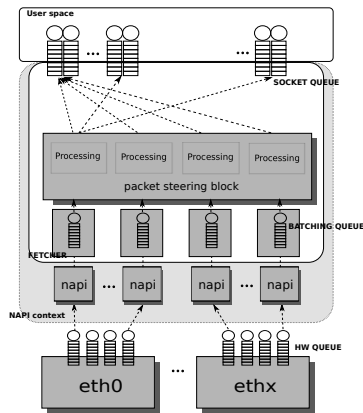 User space
... ...
SOCKET QUEUE
Processing Processing Processing Processing
packet steering block
BATCHING QUEUE
FETCHER
napi ... napi napi ... napi
NAPI context
HW QUEUE
eth0 ... ethx